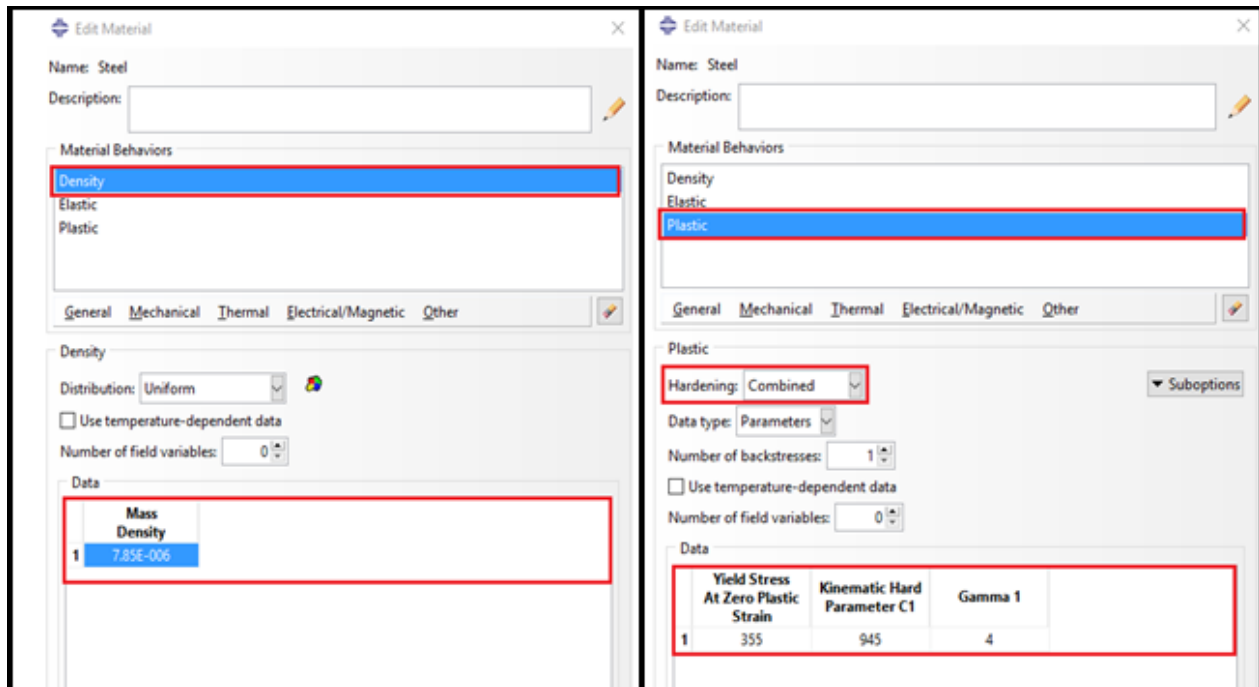 Edit Material
Name: Steel
Description:
Material Behaviors
Density
Elastic
Plastic
General Mechanical Thermal Electrical/Magnetic Other
Density
Distribution: Uniform
Use temperature-dependent data
Number of field variables: 0
Data
Mass
Density
1 7.85E-006
Edit Material
Name: Steel
Description:
Material Behaviors
Density
Elastic
Plastic
General Mechanical Thermal Electrical/Magnetic Other
Plastic
Hardening: Combined
Suboptions
Data type: Parameters
Number of backstresses: 1
Use temperature-dependent data
Number of field variables: 0
Data
Yield Stress
At Zero Plastic
Strain
Kinematic Hard
Parameter C1
Gamma 1
1 355 945 4